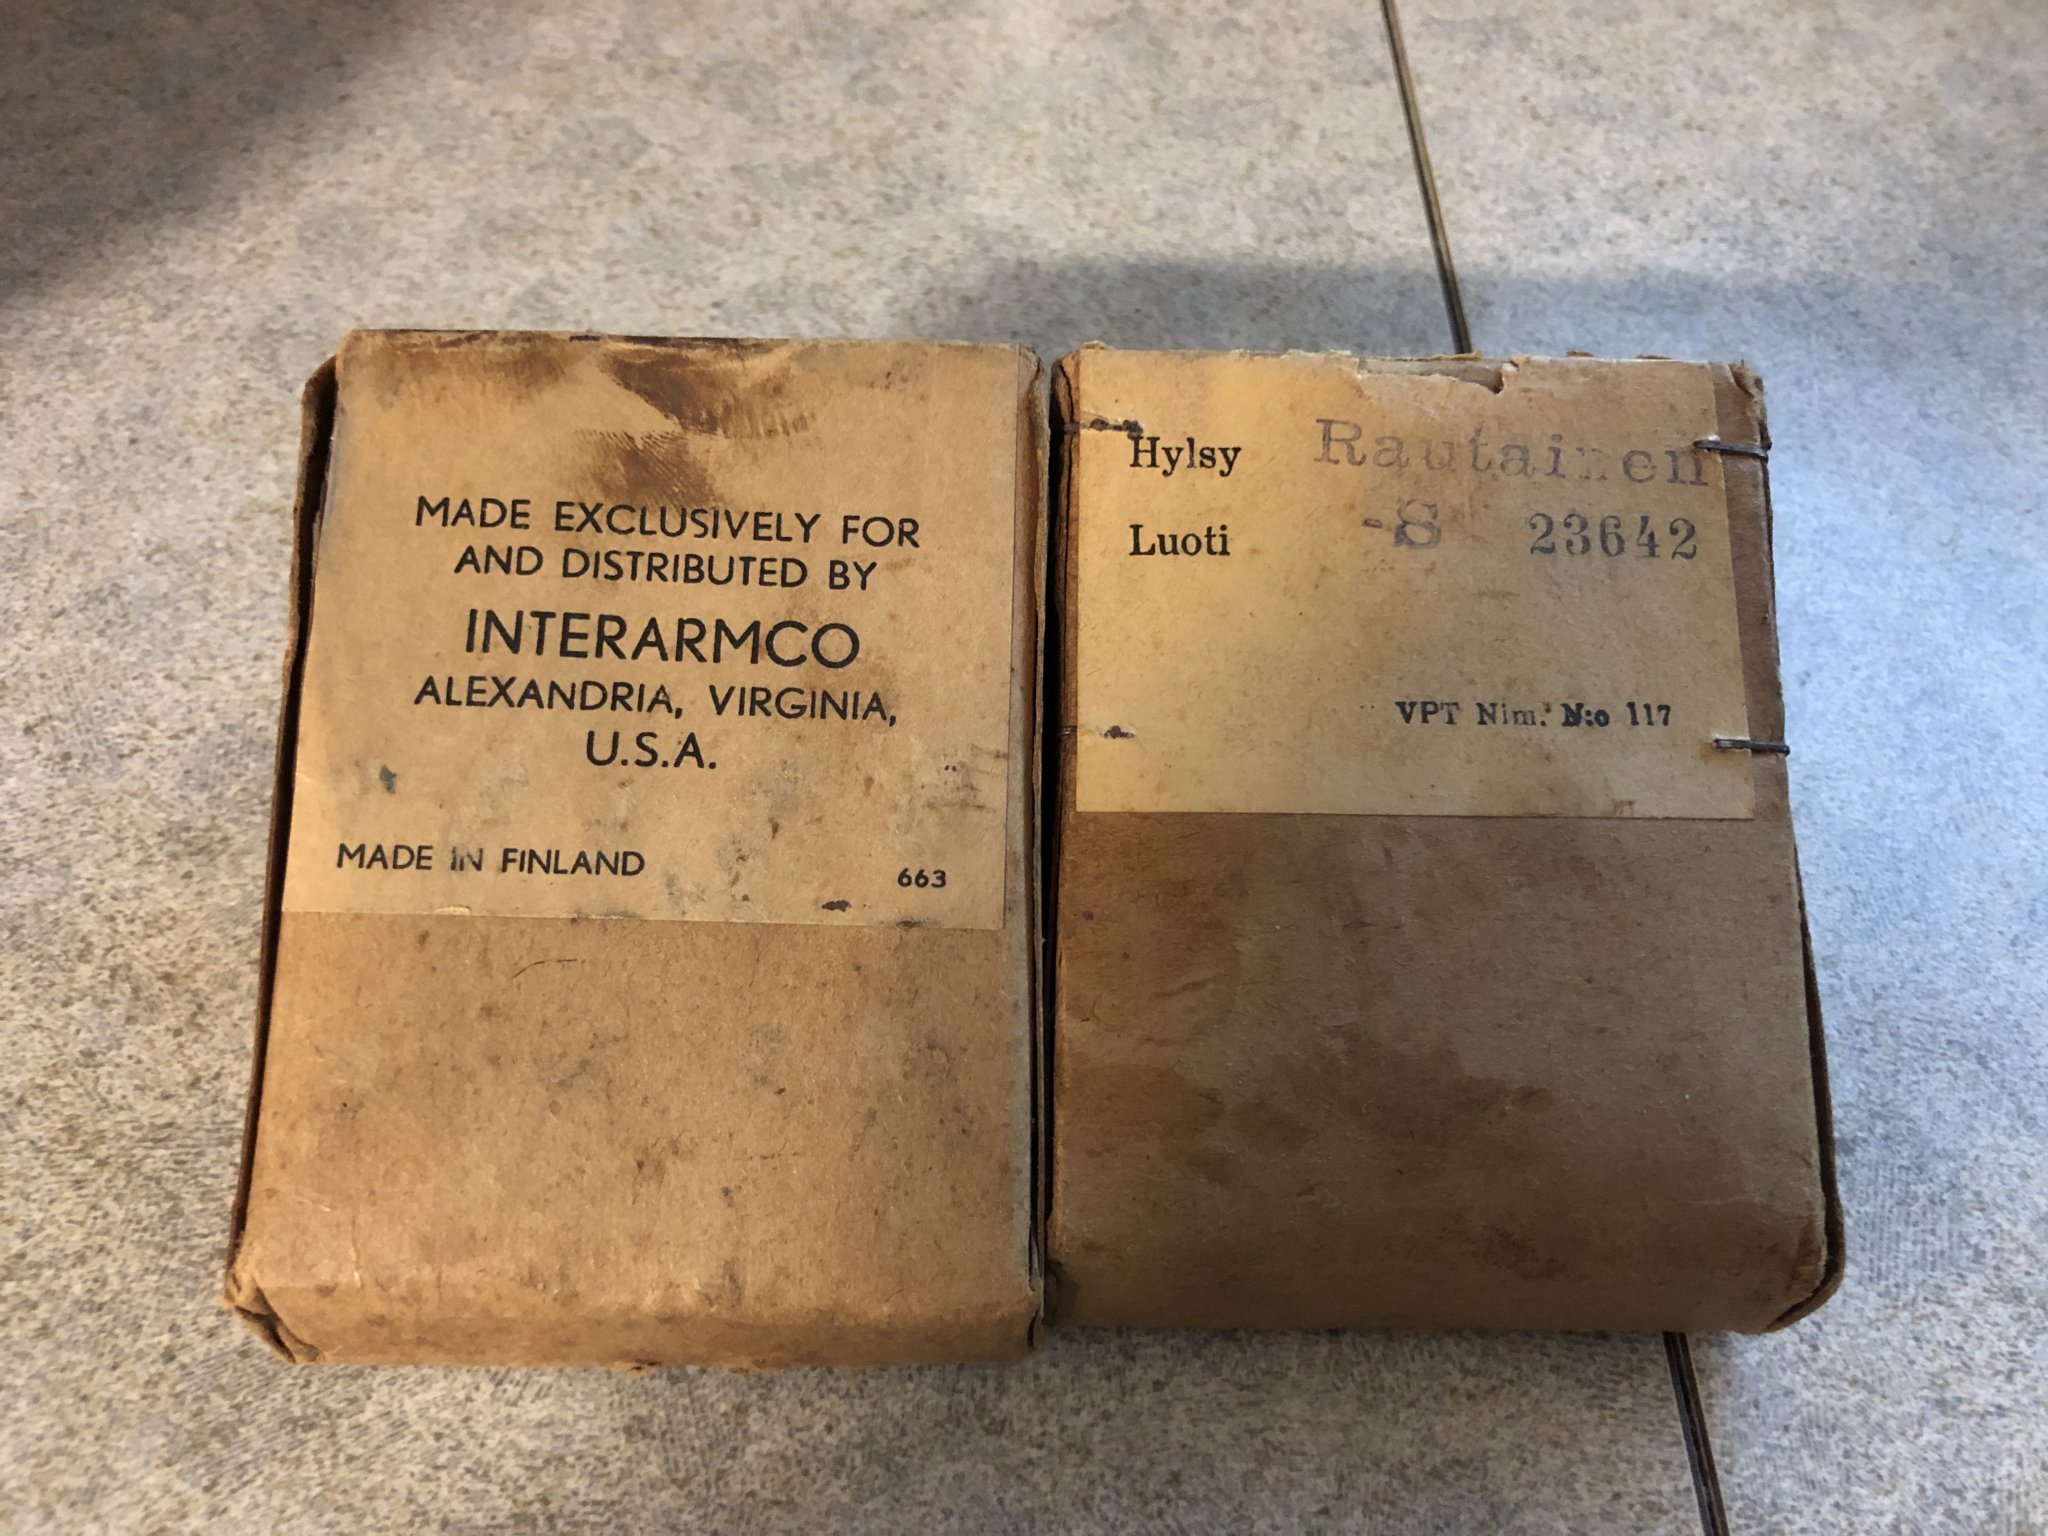 MADE EXCLUSIVELY FOR
AND DISTRIBUTED BY
INTERARMCO
ALEXANDRIA, VIRGINIA,
U.S.A.
MADE IN FINLAND 663
Hylsy Rautainen
Luoti -S 23642
VPT Nim. N:o 117